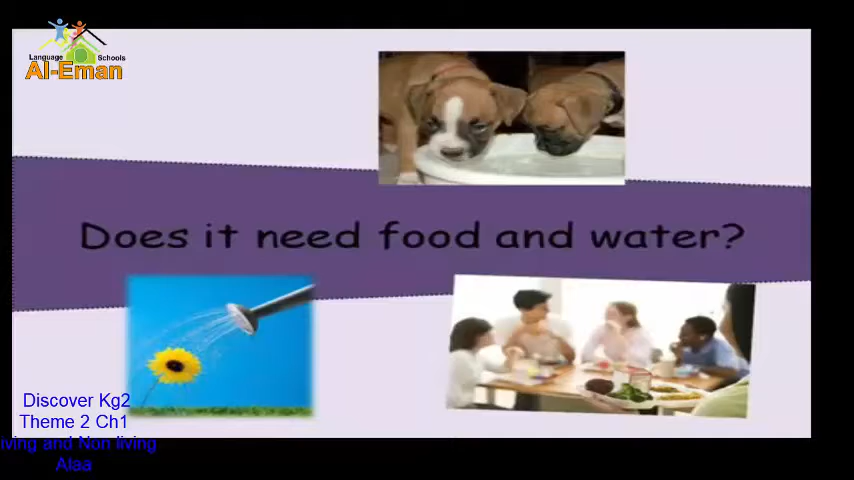 Language Schools
Al-Eman
Does it need food and water?
Discover Kg2
Theme 2 Ch1
iving and Non living
Alaa